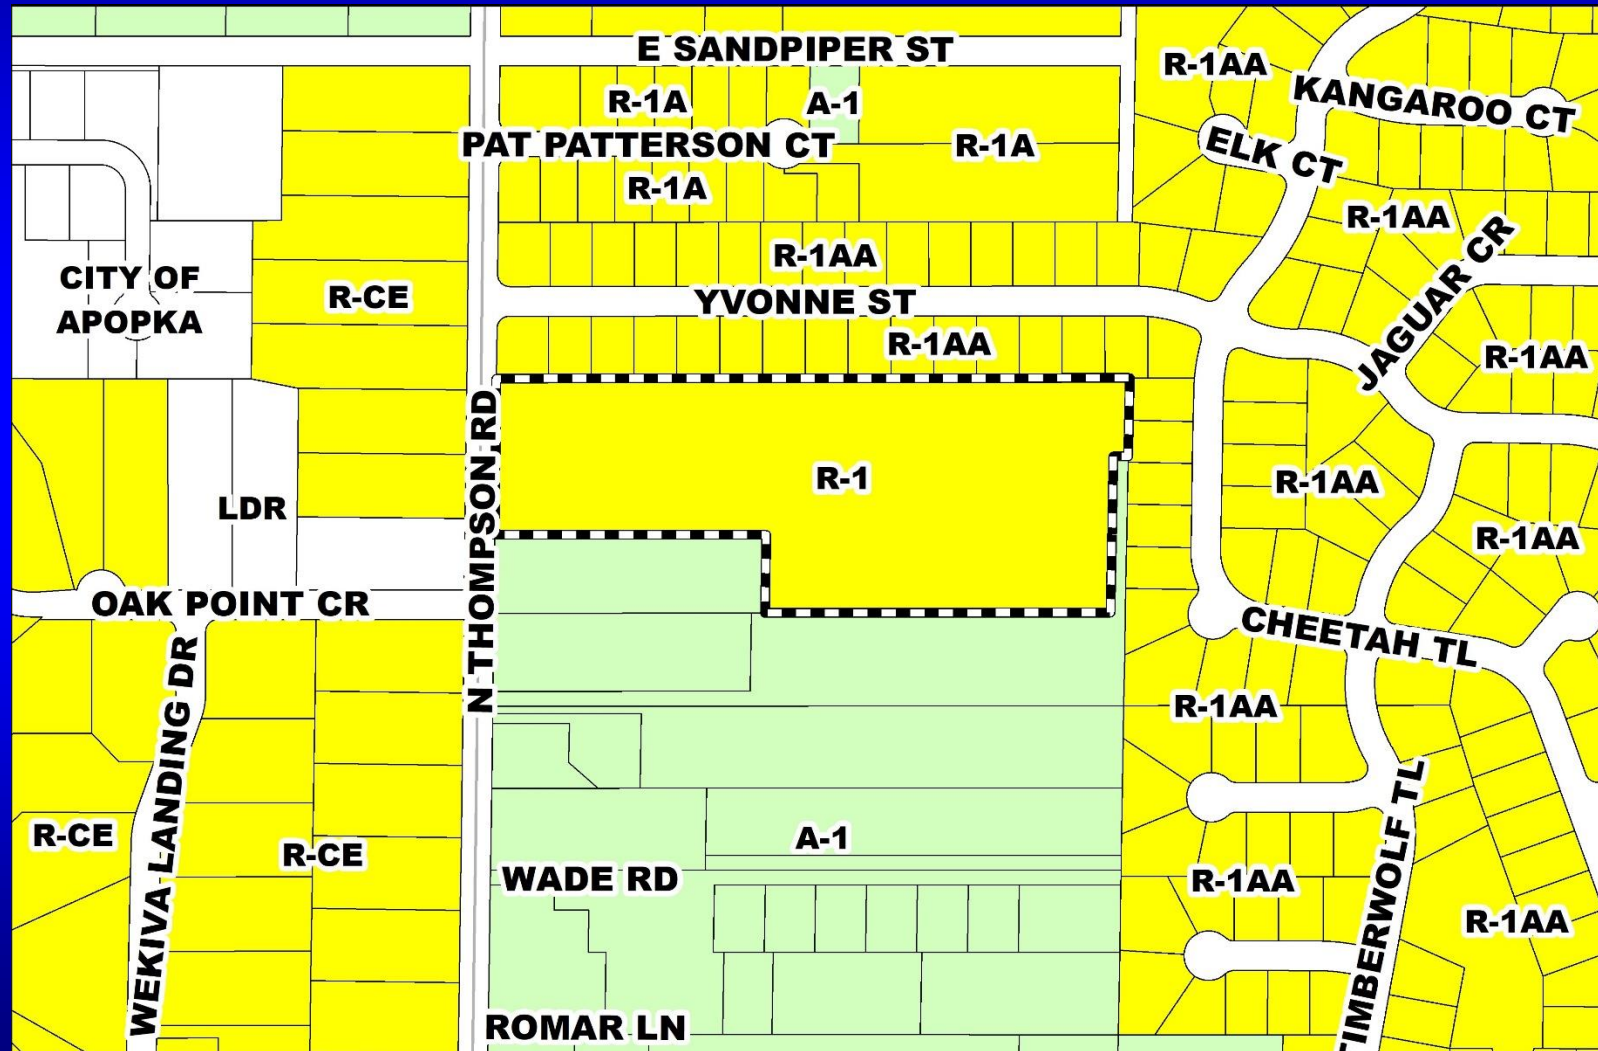 E SANDPIPER ST
R-1AA
KANGAROO CT
R-1A
A-1
PAT PATTERSON CT
R-1A
ELK CT
R-1A
R-1AA
JAGUAR CR
R-1AA
CITY OF
APOPKA
R-CE
YVONNE ST
R-1AA
R-1AA
N THOMPSON RD
R-1
R-1AA
LDR
R-1AA
OAK POINT CR
CHEETAH TL
WEKIVA LANDING DR
R-1AA
R-CE
R-CE
A-1
TIMBERWOLF TL
WADE RD
R-1AA
R-1AA
ROMAR LN